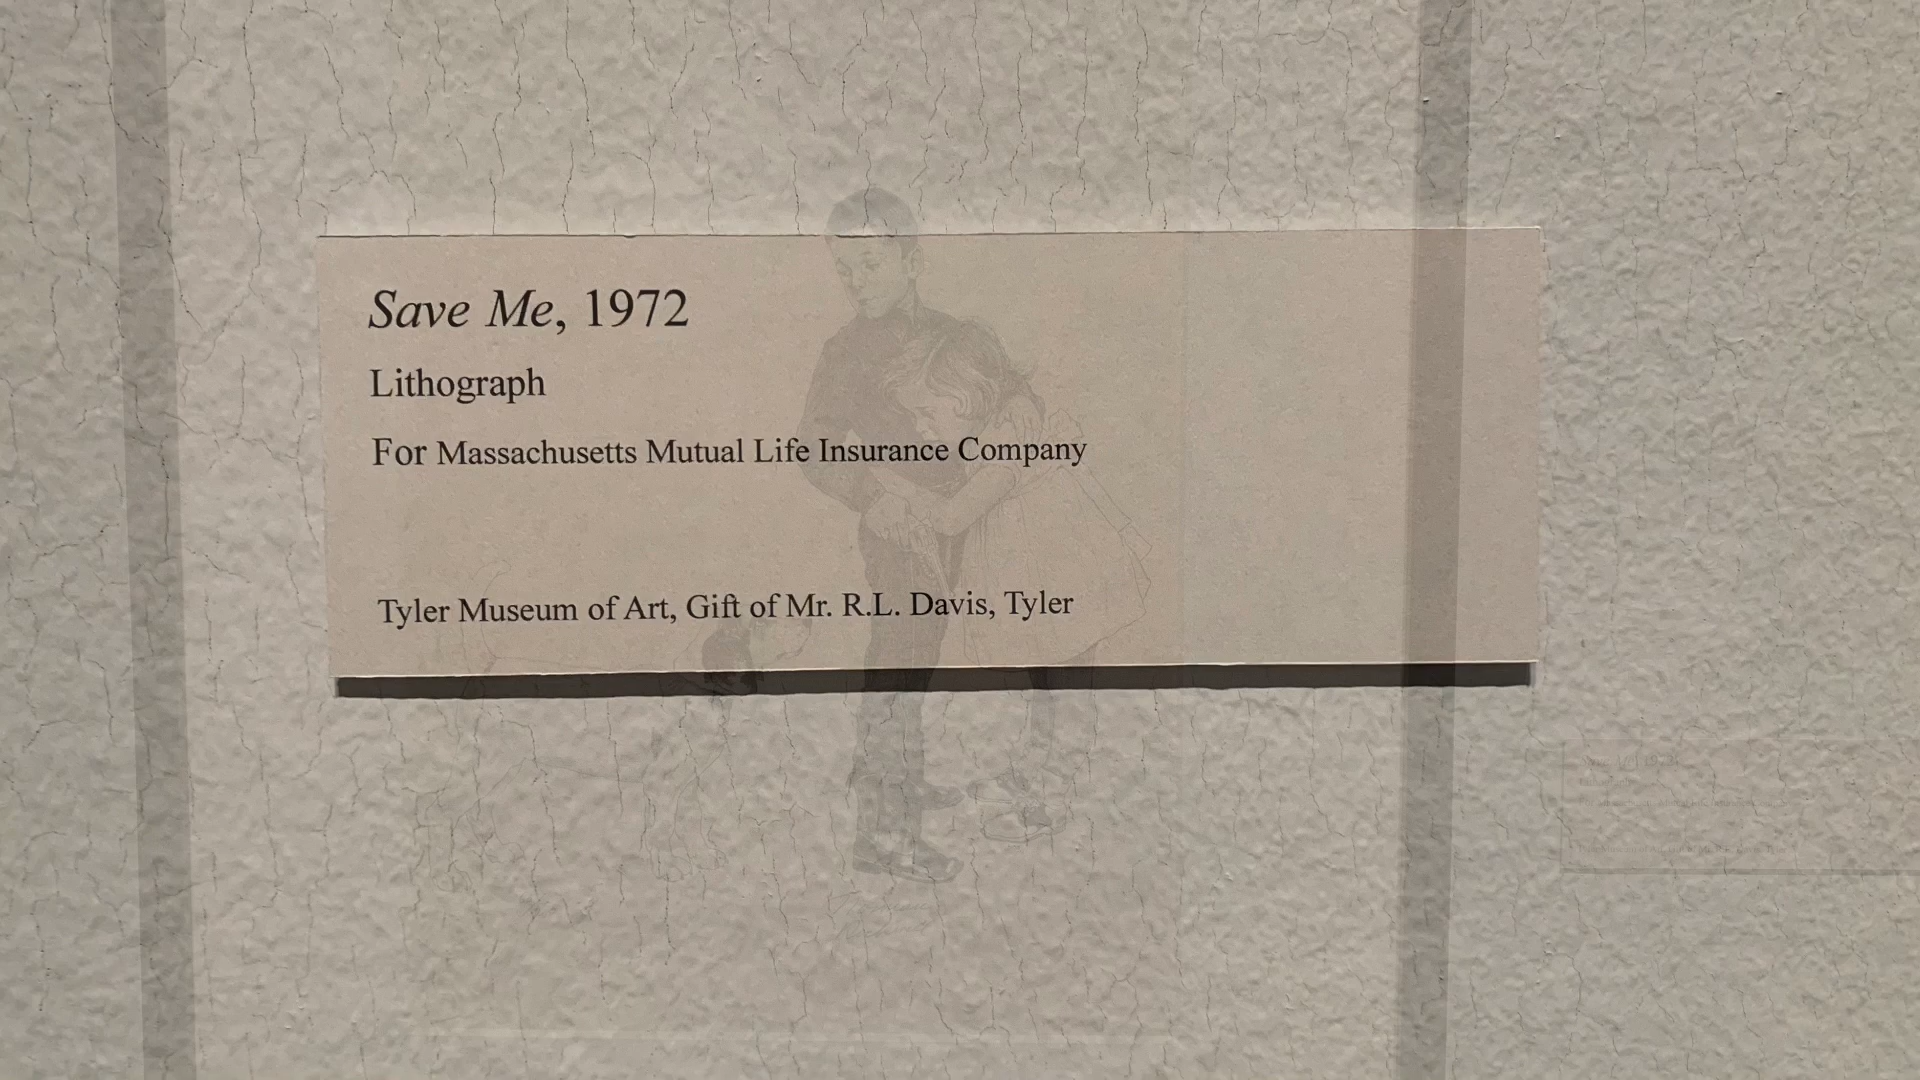 Save Me, 1972
Lithograph
For Massachusetts Mutual Life Insurance Company
Tyler Museum of Art, Gift of Mr. R.L. Davis, Tyler